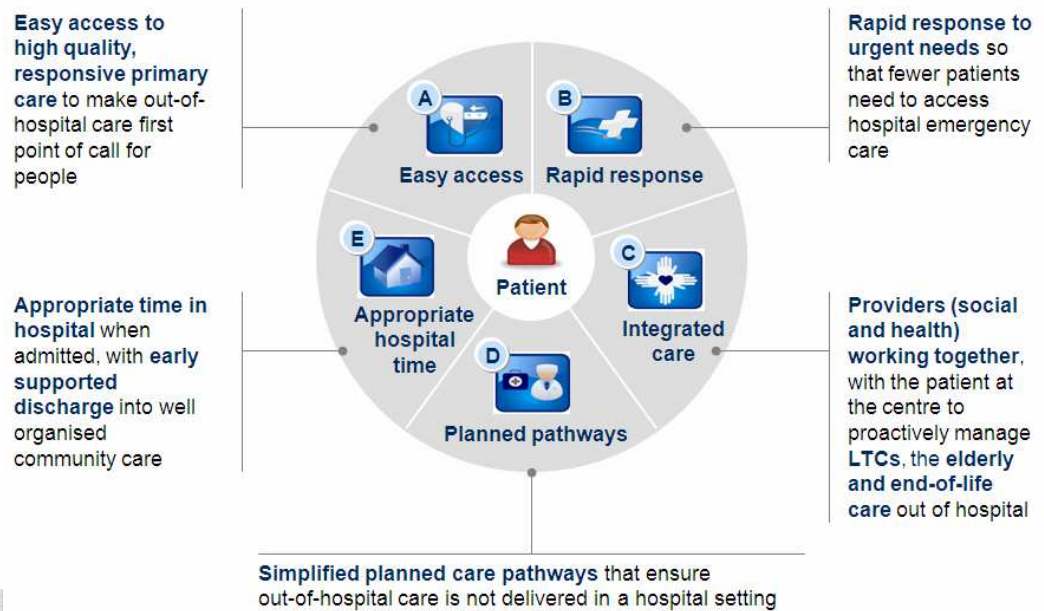 Easy access to
high quality,
responsive primary
care to make out-of-
hospital care first
point of call for
people
Rapid response to
urgent needs so
that fewer patients
need to access
hospital emergency
care
A
Easy access
B
Rapid response
E
Appropriate
hospital
time
Patient
C
Integrated
care
D
Planned pathways
Appropriate time in
hospital when
admitted, with early
supported
discharge into well
organised
community care
Providers (social
and health)
working together,
with the patient at
the centre to
proactively manage
LTCs, the elderly
and end-of-life
care out of hospital
Simplified planned care pathways that ensure
out-of-hospital care is not delivered in a hospital setting